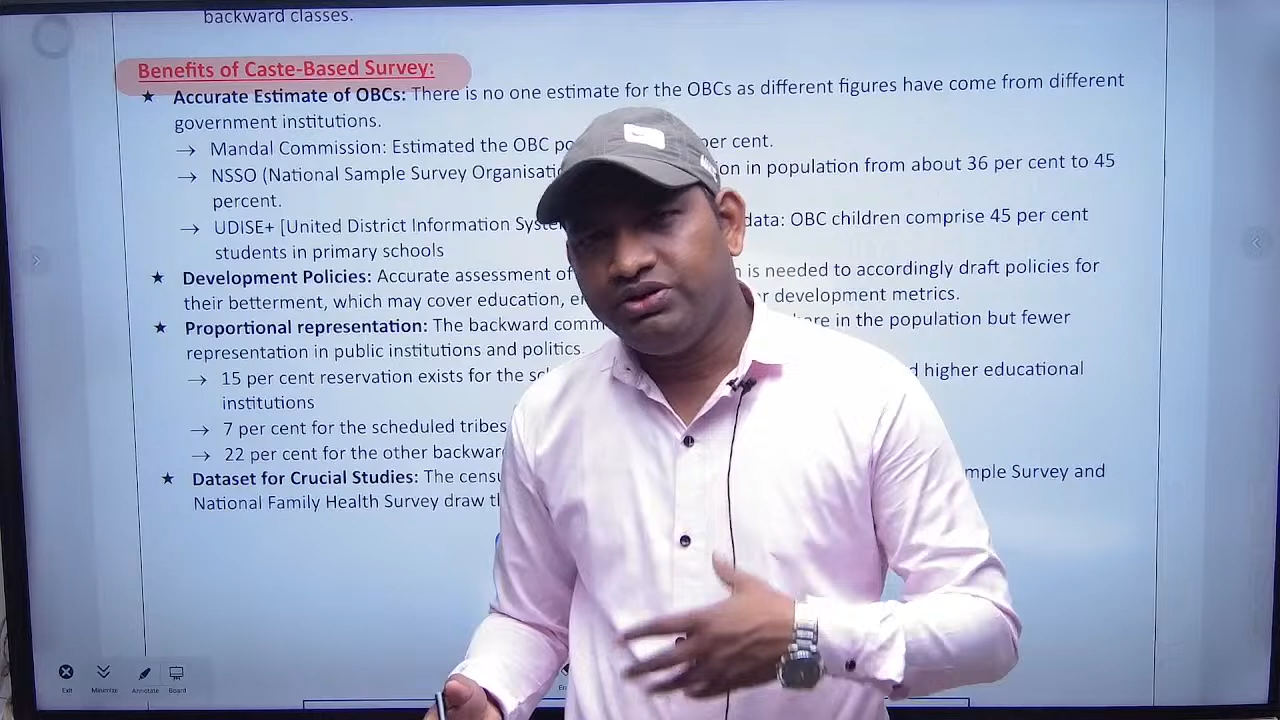 backward classes.
Benefits of Caste-Based Survey:
★ Accurate Estimate of OBCs: There is no one estimate for the OBCs as different figures have come from different
government institutions.
→ Mandal Commission: Estimated the OBC po per cent.
→ NSSO (National Sample Survey Organisati on in population from about 36 per cent to 45
percent.
→ UDISE+ [United District Information Syste data: OBC children comprise 45 per cent
students in primary schools
★ Development Policies: Accurate assessment of is needed to accordingly draft policies for
their betterment, which may cover education, e r development metrics.
★ Proportional representation: The backward comm are in the population but fewer
representation in public institutions and politics
→ 15 per cent reservation exists for the sc d higher educational
institutions
→ 7 per cent for the scheduled tribes
→ 22 per cent for the other backwar
★ Dataset for Crucial Studies: The censu mple Survey and
National Family Health Survey draw t
Exit Minimize Annotate Board